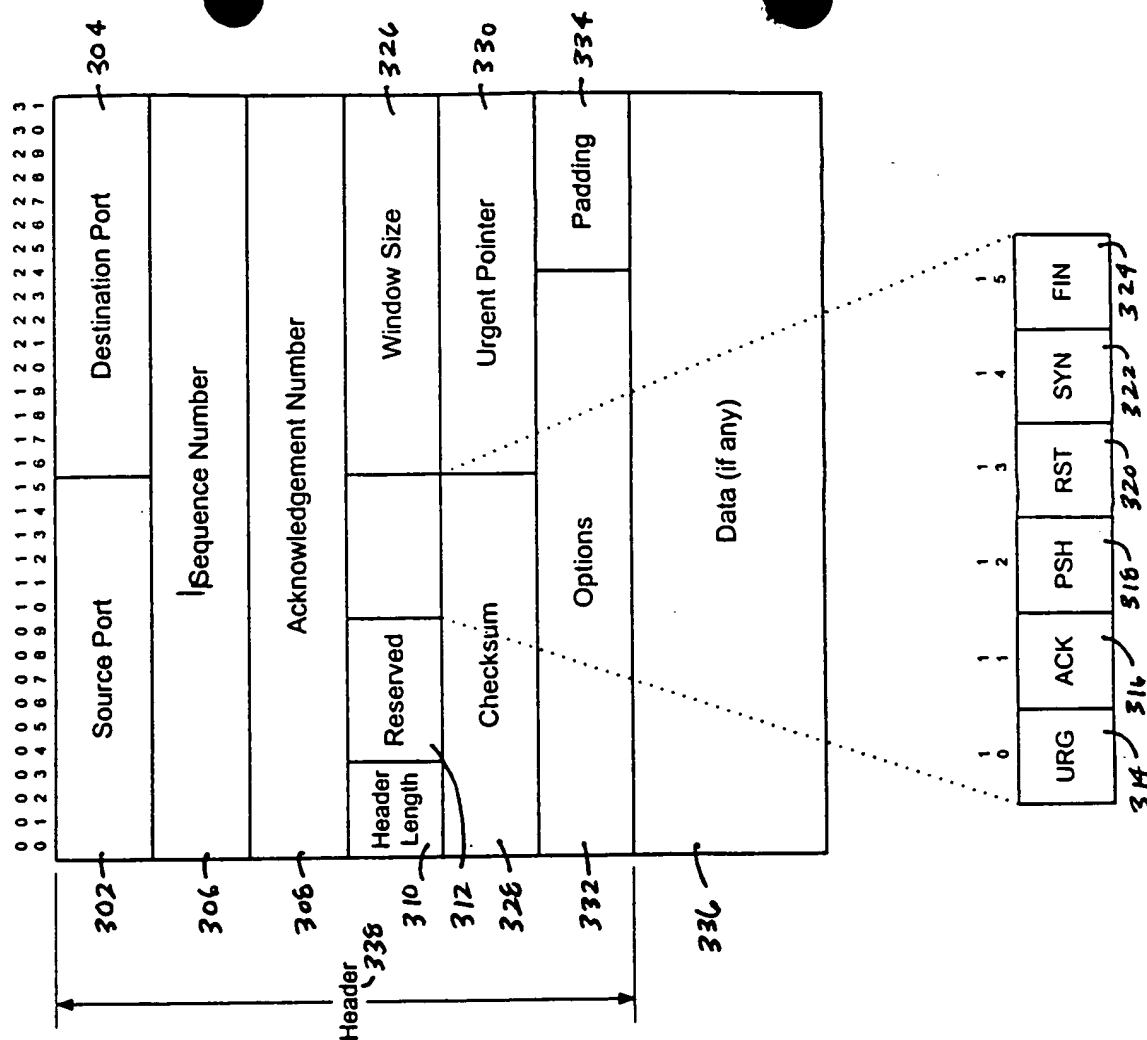 0 0 0 0 0 0 0 0 0 0 1 1 1 1 1 1 1 1 1 1 2 2 2 2 2 2 2 2 2 2 3 3
0 1 2 3 4 5 6 7 8 9 0 1 2 3 4 5 6 7 8 9 0 1 2 3 4 5 6 7 8 9 0 1
302 Source Port Destination Port 304
306 Sequence Number
308 Acknowledgement Number
Header 338
310 Header Length Reserved Window Size 326
312
328 Checksum Urgent Pointer 330
332 Options Padding 334
336 Data (if any)
1 1 1 1 1 1
0 1 2 3 4 5
URG ACK PSH RST SYN FIN
314 316 318 320 322 324